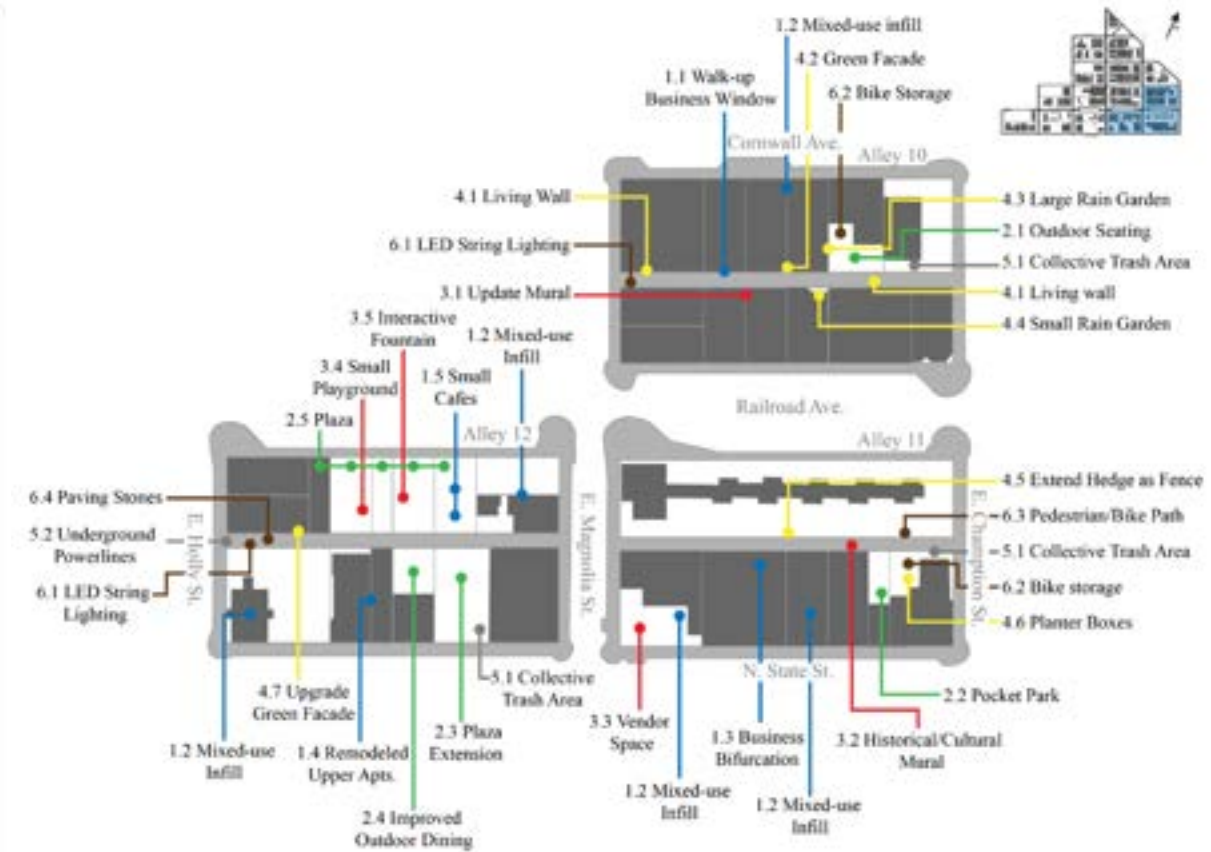 1.2 Mixed-use infill
4.2 Green Facade
1.1 Walk-up
Business Window
6.2 Bike Storage
Cornwall Ave.
Alley 10
4.1 Living Wall
4.3 Large Rain Garden
2.1 Outdoor Seating
6.1 LED String Lighting
5.1 Collective Trash Area
3.1 Update Mural
4.1 Living wall
4.4 Small Rain Garden
3.5 Interactive
Fountain
1.2 Mixed-use
Infill
3.4 Small
Playground
1.5 Small
Cafes
Railroad Ave.
2.5 Plaza
Alley 12
Alley 11
6.4 Paving Stones
4.5 Extend Hedge as Fence
5.2 Underground
Powerlines
6.3 Pedestrian/Bike Path
E. Holly St.
E. Magnolia St.
E. Chamption St.
5.1 Collective Trash Area
6.1 LED String
Lighting
6.2 Bike storage
4.6 Planter Boxes
N. State St.
4.7 Upgrade
Green Facade
5.1 Collective
Trash Area
2.2 Pocket Park
1.2 Mixed-use
Infill
1.4 Remodeled
Upper Apts.
2.3 Plaza
Extension
3.3 Vendor
Space
1.3 Business
Bifurcation
3.2 Historical/Cultural
Mural
2.4 Improved
Outdoor Dining
1.2 Mixed-use
Infill
1.2 Mixed-use
Infill